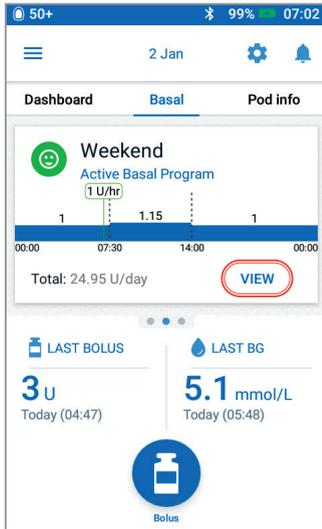 50+ 99% 07:02
2 Jan
Dashboard Basal Pod info
Weekend
Active Basal Program
1 U/hr
1 1.15 1
00:00 07:30 14:00 00:00
Total: 24.95 U/day VIEW
LAST BOLUS LAST BG
3 U 5.1 mmol/L
Today (04:47) Today (05:48)
Bolus